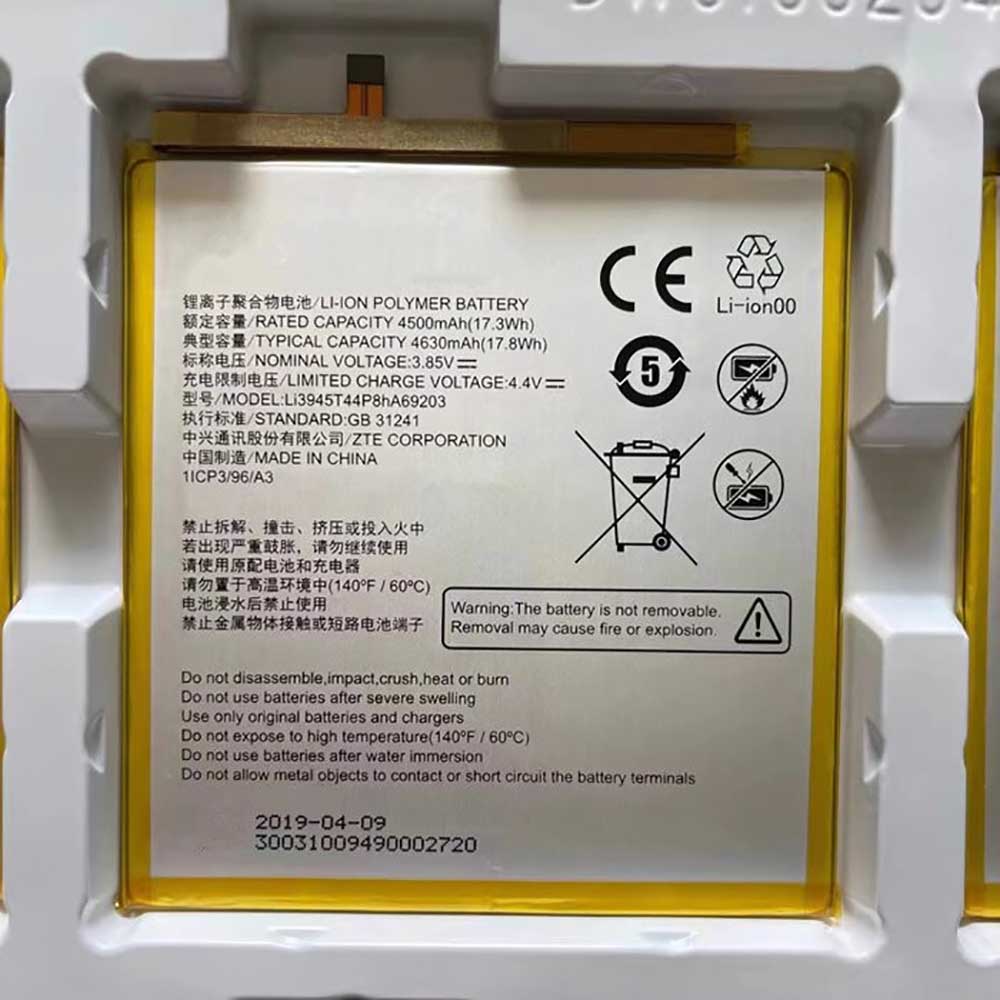 锂离子聚合物电池/LI-ION POLYMER BATTERY
额定容量/RATED CAPACITY 4500mAh(17.3Wh)
典型容量/TYPICAL CAPACITY 4630mAh(17.8Wh)
标称电压/NOMINAL VOLTAGE:3.85V⎓
充电限制电压/LIMITED CHARGE VOLTAGE:4.4V⎓
型号/MODEL:Li3945T44P8hA69203
执行标准/STANDARD:GB 31241
中兴通讯股份有限公司/ZTE CORPORATION
中国制造/MADE IN CHINA
1ICP3/96/A3
CE
Li-ion00
5
禁止拆解、撞击、挤压或投入火中
若出现严重鼓胀，请勿继续使用
请使用原配电池和充电器
请勿置于高温环境中(140ºF / 60ºC)
电池浸水后禁止使用
禁止金属物体接触或短路电池端子
Warning:The battery is not removable.
Removal may cause fire or explosion.
Do not disassemble,impact,crush,heat or burn
Do not use batteries after severe swelling
Use only original batteries and chargers
Do not expose to high temperature(140ºF / 60ºC)
Do not use batteries after water immersion
Do not allow metal objects to contact or short circuit the battery terminals
2019-04-09
30031009490002720